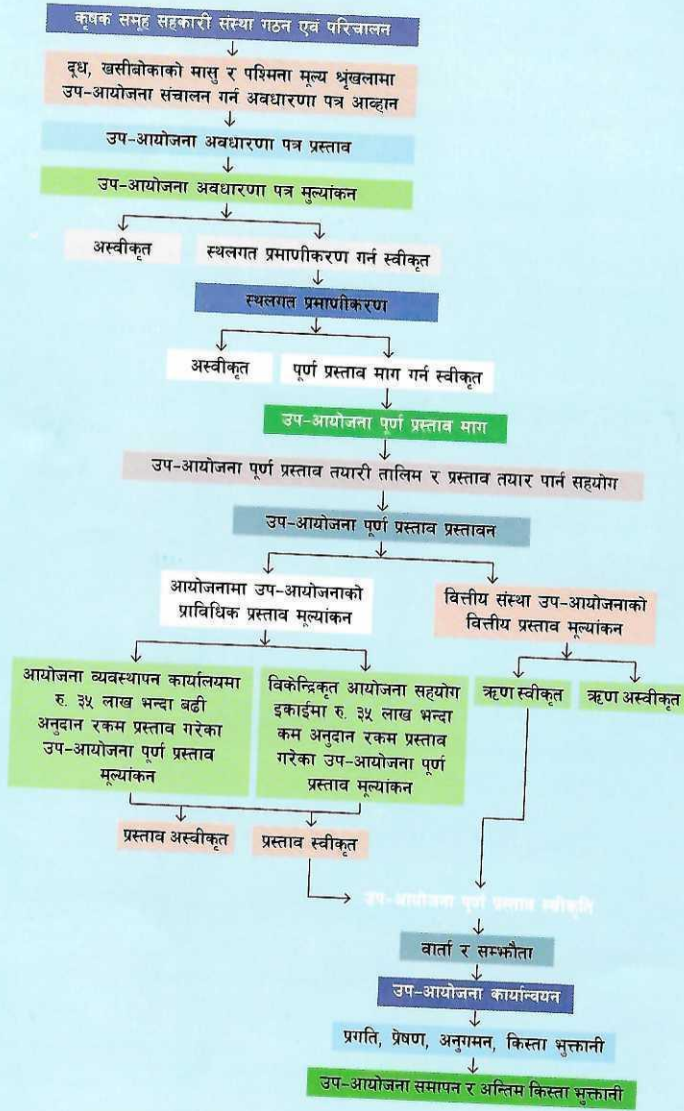 कृषक समूह सहकारी संस्था गठन एवं परिचालन
दूध, खसीबोकाको मासु र पश्मिना मूल्य श्रृंखलामा
उप-आयोजना संचालन गर्न अवधारणा पत्र आव्हान
उप-आयोजना अवधारणा पत्र प्रस्ताव
उप-आयोजना अवधारणा पत्र मुल्यांकन
अस्वीकृत
स्थलगत प्रमाणीकरण गर्न स्वीकृत
स्थलगत प्रमाणीकरण
अस्वीकृत
पूर्ण प्रस्ताव माग गर्न स्वीकृत
उप-आयोजना पूर्ण प्रस्ताव माग
उप-आयोजना पूर्ण प्रस्ताव तयारी तालिम र प्रस्ताव तयार पार्न सहयोग
उप-आयोजना पूर्ण प्रस्ताव प्रस्तावन
आयोजनामा उप-आयोजनाको
प्राविधिक प्रस्ताव मूल्यांकन
वित्तीय संस्था उप-आयोजनाको
वित्तीय प्रस्ताव मूल्यांकन
आयोजना व्यवस्थापन कार्यालयमा
रु. ३५ लाख भन्दा बढी
अनुदान रकम प्रस्ताव गरेका
उप-आयोजना पूर्ण प्रस्ताव
मूल्यांकन
विकेन्द्रिकृत आयोजना सहयोग
इकाईमा रु. ३५ लाख भन्दा
कम अनुदान रकम प्रस्ताव
गरेका उप-आयोजना पूर्ण
प्रस्ताव मूल्यांकन
ऋण स्वीकृत
ऋण अस्वीकृत
प्रस्ताव अस्वीकृत
प्रस्ताव स्वीकृत
उप-आयोजना पूर्ण प्रस्ताव स्वीकृति
वार्ता र सम्झौता
उप-आयोजना कार्यान्वयन
प्रगति, प्रेषण, अनुगमन, किस्ता भुक्तानी
उप-आयोजना समापन र अन्तिम किस्ता भुक्तानी